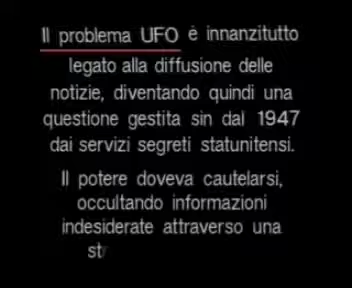 Il problema UFO è innanzitutto
legato alla diffusione delle
notizie, diventando quindi una
questione gestita sin dal 1947
dai servizi segreti statunitensi.
Il potere doveva cautelarsi,
occultando informazioni
indesiderate attraverso una